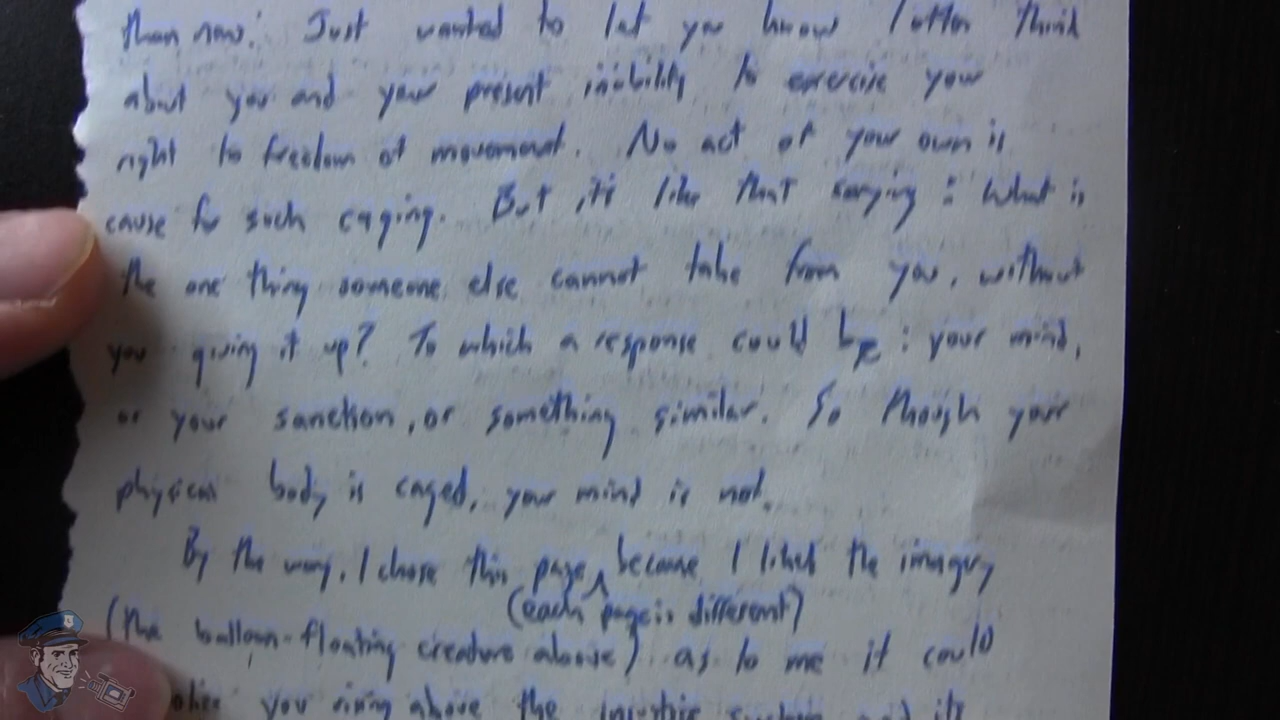 than now. Just wanted to let you know I often think
about you and your present inability to exercise your
right to freedom of movement. No act of your own is
cause for such caging. But it's like that saying: What is
the one thing someone else cannot take from you, without
you giving it up? To which a response could be: your mind,
or your sanction, or something similar. So though your
physical body is caged, your mind is not.
By the way, I chose this page because I liked the imagery
(each page is different)
(the balloon-floating creature above) as to me it could
you rising above the system and its